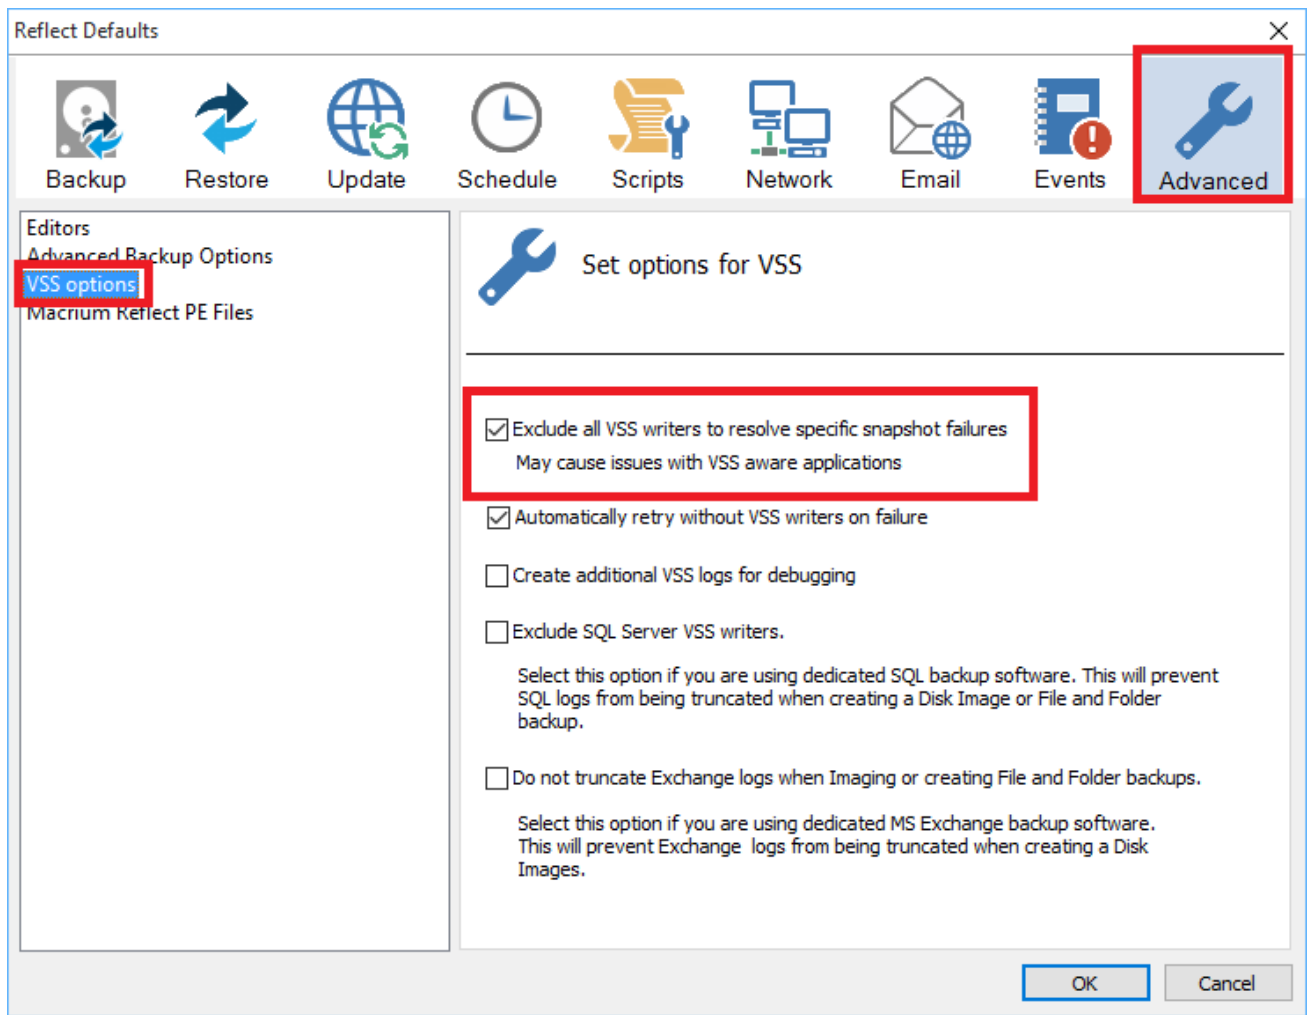 Reflect Defaults
Backup
Restore
Update
Schedule
Scripts
Network
Email
Events
Advanced
Editors
Advanced Backup Options
VSS options
Macrium Reflect PE Files
Set options for VSS
Exclude all VSS writers to resolve specific snapshot failures
May cause issues with VSS aware applications
Automatically retry without VSS writers on failure
Create additional VSS logs for debugging
Exclude SQL Server VSS writers.
Select this option if you are using dedicated SQL backup software. This will prevent
SQL logs from being truncated when creating a Disk Image or File and Folder
backup.
Do not truncate Exchange logs when Imaging or creating File and Folder backups.
Select this option if you are using dedicated MS Exchange backup software.
This will prevent Exchange  logs from being truncated when creating a Disk
Images.
OK
Cancel